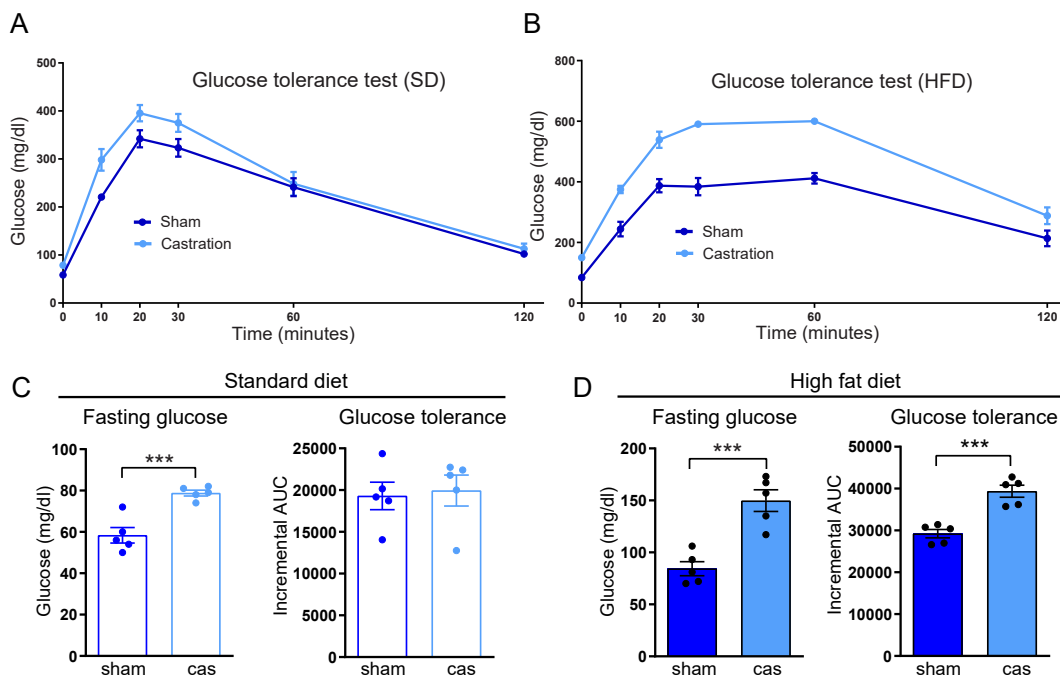 A
B
Glucose tolerance test (SD)
Glucose (mg/dl)
500
400
300
200
100
0
Sham
Castration
0 10 20 30 60 120
Time (minutes)
Glucose tolerance test (HFD)
Glucose (mg/dl)
800
600
400
200
0
Sham
Castration
0 10 20 30 60 120
Time (minutes)
C
Standard diet
Fasting glucose
Glucose (mg/dl)
100
80
60
40
20
0
***
sham cas
Glucose tolerance
Incremental AUC
25000
20000
15000
10000
5000
0
sham cas
D
High fat diet
Fasting glucose
Glucose (mg/dl)
200
150
100
50
0
***
sham cas
Glucose tolerance
Incremental AUC
50000
40000
30000
20000
10000
0
***
sham cas